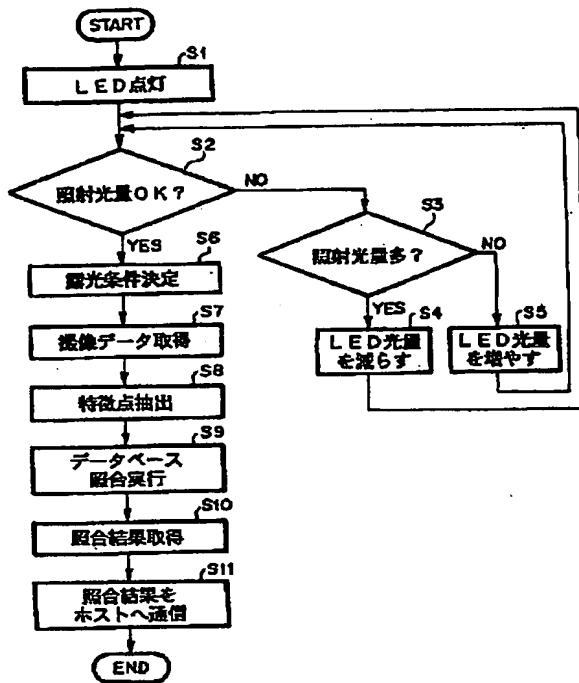 START
S1
LED点灯
S2
照射光量OK?
NO
YES
S3
照射光量多?
NO
YES
S4
LED光量
を減らす
S5
LED光量
を増やす
S6
露光条件決定
S7
撮像データ取得
S8
特徴点抽出
S9
データベース
照合実行
S10
照合結果取得
S11
照合結果を
ホストへ通信
END